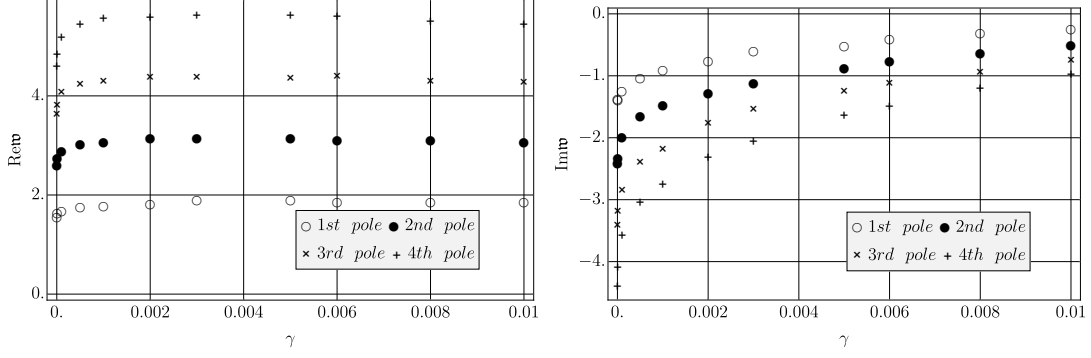 Re𝔴
4.
2.
0.
○ 1st pole ● 2nd pole
× 3rd pole + 4th pole
0. 0.002 0.004 0.006 0.008 0.01
γ
Im𝔴
0.
−1.
−2.
−3.
−4.
○ 1st pole ● 2nd pole
× 3rd pole + 4th pole
0. 0.002 0.004 0.006 0.008 0.01
γ